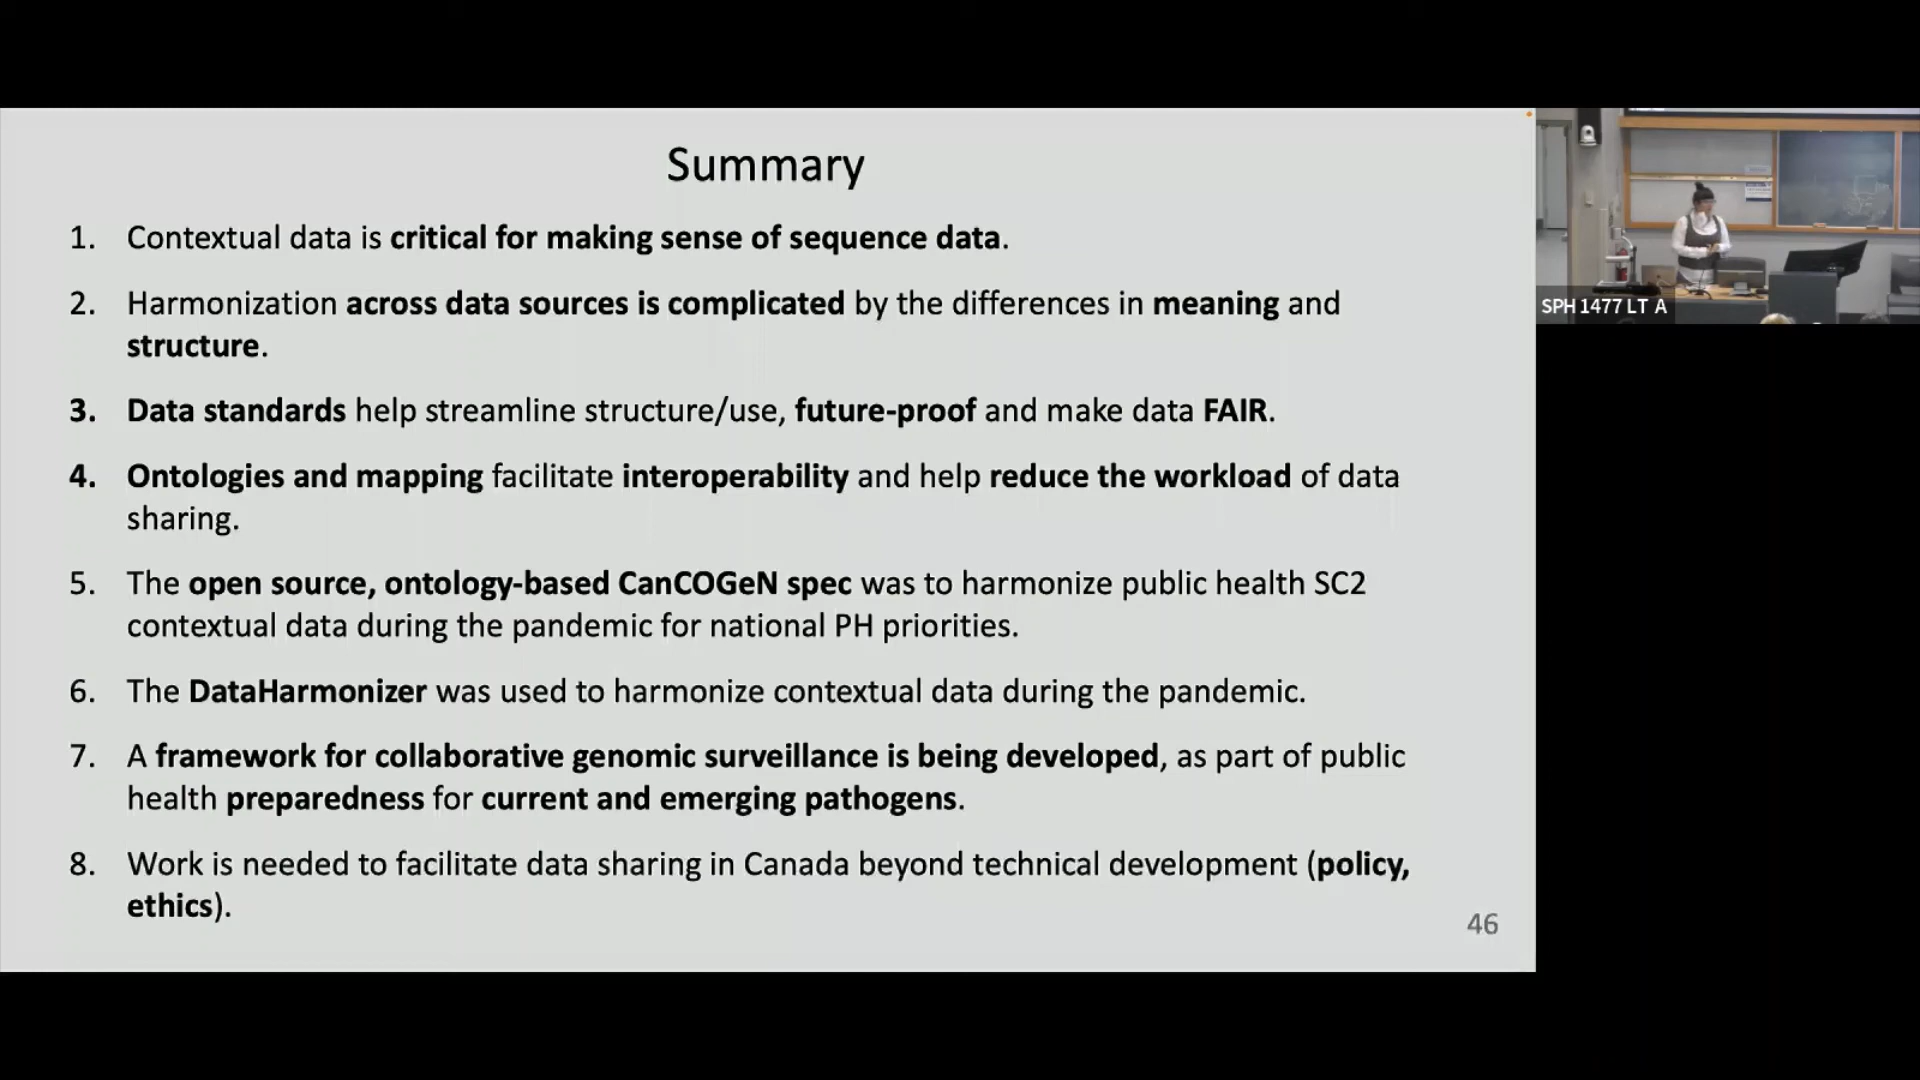 Summary
1. Contextual data is critical for making sense of sequence data.
2. Harmonization across data sources is complicated by the differences in meaning and
structure.
3. Data standards help streamline structure/use, future-proof and make data FAIR.
4. Ontologies and mapping facilitate interoperability and help reduce the workload of data
sharing.
5. The open source, ontology-based CanCOGeN spec was to harmonize public health SC2
contextual data during the pandemic for national PH priorities.
6. The DataHarmonizer was used to harmonize contextual data during the pandemic.
7. A framework for collaborative genomic surveillance is being developed, as part of public
health preparedness for current and emerging pathogens.
8. Work is needed to facilitate data sharing in Canada beyond technical development (policy,
ethics).
46
SPH 1477 LT A